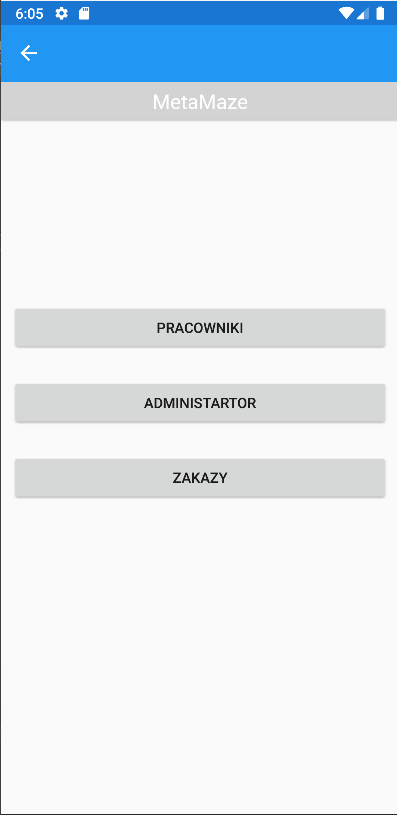 6:05
MetaMaze
PRACOWNIKI
ADMINISTARTOR
ZAKAZY